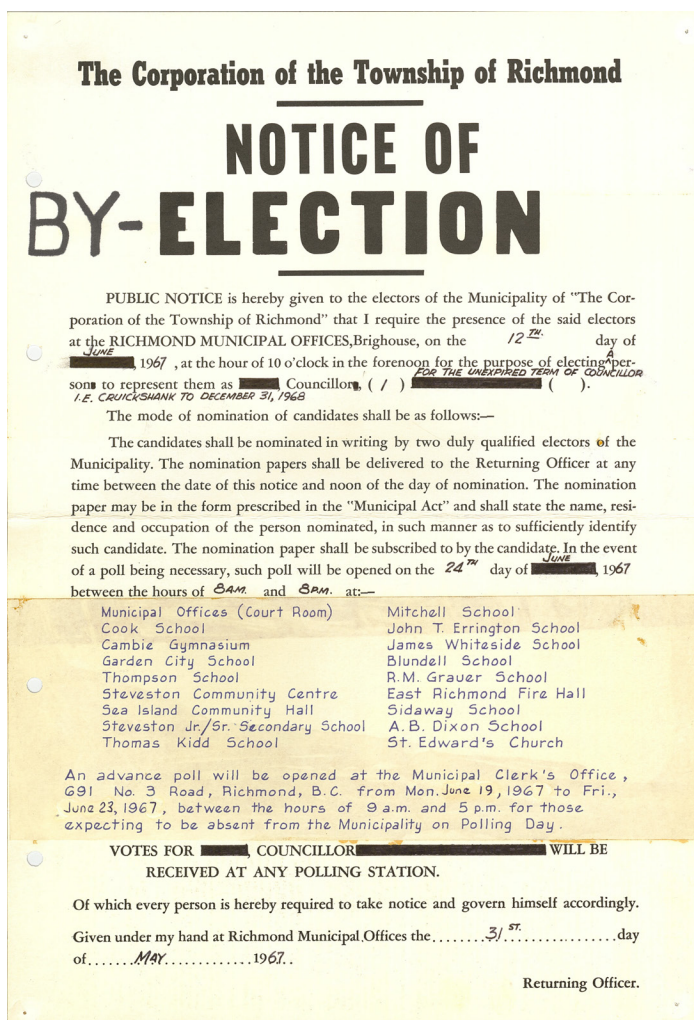 The Corporation of the Township of Richmond
NOTICE OF
BY-ELECTION
PUBLIC NOTICE is hereby given to the electors of the Municipality of "The Cor-
poration of the Township of Richmond" that I require the presence of the said electors
at the RICHMOND MUNICIPAL OFFICES, Brighouse, on the 12TH. day of
JUNE
, 1967 , at the hour of 10 o'clock in the forenoon for the purpose of electing A per-
FOR THE UNEXPIRED TERM OF COUNCILLOR
son to represent them as , Councillor , ( 1 ) ( ).
I.E. CRUICKSHANK TO DECEMBER 31, 1968
The mode of nomination of candidates shall be as follows:—
The candidates shall be nominated in writing by two duly qualified electors of the
Municipality. The nomination papers shall be delivered to the Returning Officer at any
time between the date of this notice and noon of the day of nomination. The nomination
paper may be in the form prescribed in the "Municipal Act" and shall state the name, resi-
dence and occupation of the person nominated, in such manner as to sufficiently identify
such candidate. The nomination paper shall be subscribed to by the candidate. In the event
JUNE
of a poll being necessary, such poll will be opened on the 24TH day of , 1967
between the hours of 8AM. and 8PM. at:—
Municipal Offices (Court Room) Mitchell School
Cook School John T. Errington School
Cambie Gymnasium James Whiteside School
Garden City School Blundell School
Thompson School R.M. Grauer School
Steveston Community Centre East Richmond Fire Hall
Sea Island Community Hall Sidaway School
Steveston Jr./Sr. Secondary School A.B. Dixon School
Thomas Kidd School St. Edward's Church
An advance poll will be opened at the Municipal Clerk's Office,
691 No. 3 Road, Richmond, B.C. from Mon. June 19, 1967 to Fri.,
June 23, 1967, between the hours of 9 a.m. and 5 p.m. for those
expecting to be absent from the Municipality on Polling Day.
VOTES FOR , COUNCILLOR WILL BE
RECEIVED AT ANY POLLING STATION.
Of which every person is hereby required to take notice and govern himself accordingly.
Given under my hand at Richmond Municipal Offices the........31ST................day
of.......MAY.............1967..
Returning Officer.